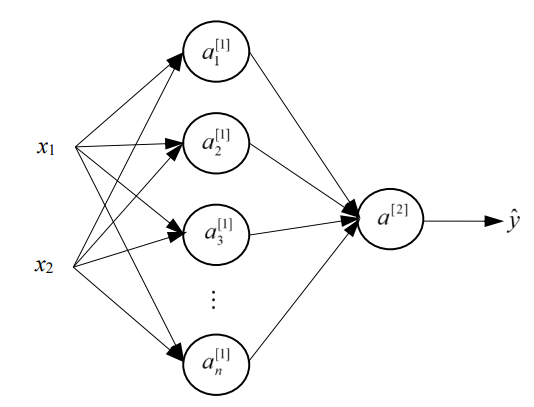 a₁^[1]
x₁
a₂^[1]
a₃^[1]
a^[2]
ŷ
x₂
⋮
aₙ^[1]